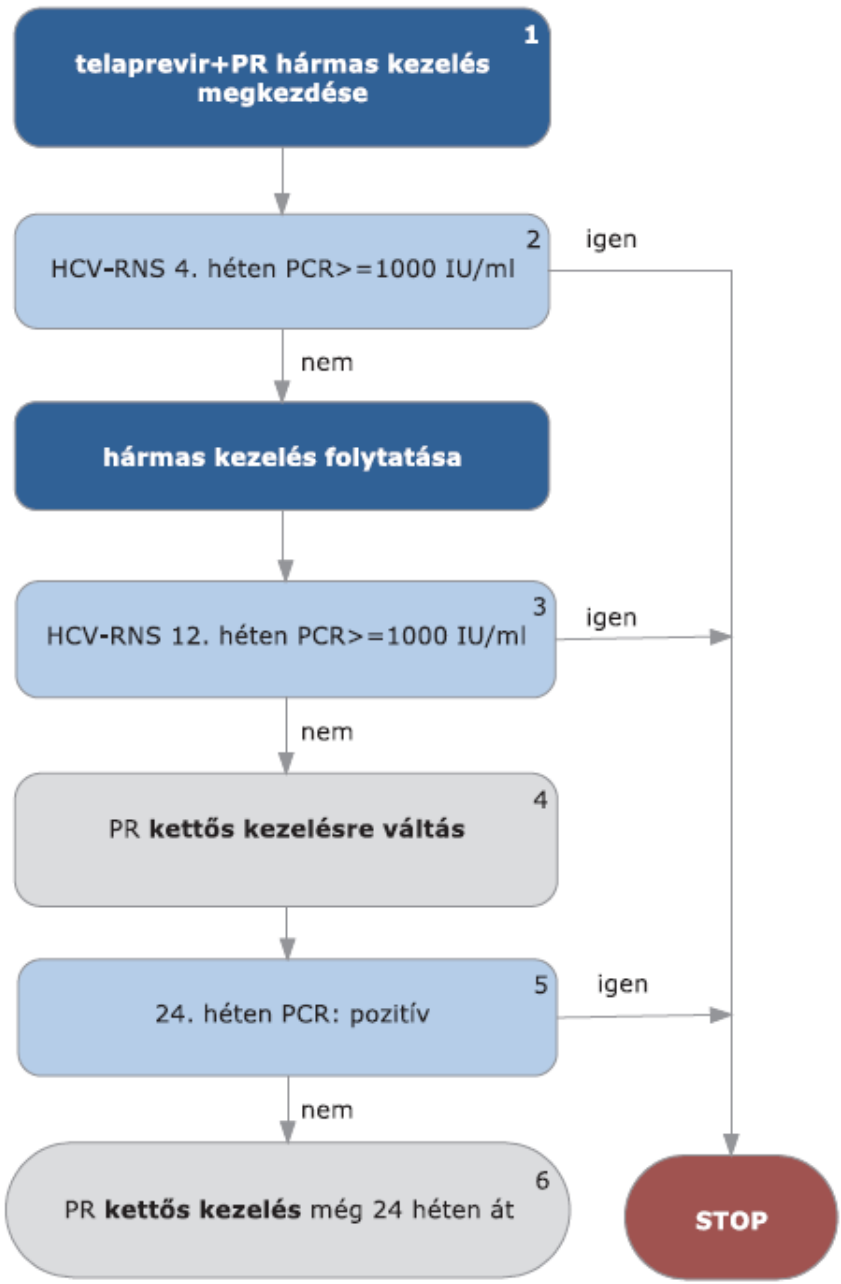 1
telaprevir+PR hármas kezelés
megkezdése
2
HCV-RNS 4. héten PCR>=1000 IU/ml
igen
nem
hármas kezelés folytatása
3
HCV-RNS 12. héten PCR>=1000 IU/ml
igen
nem
4
PR kettős kezelésre váltás
5
24. héten PCR: pozitív
igen
nem
6
PR kettős kezelés még 24 héten át
STOP